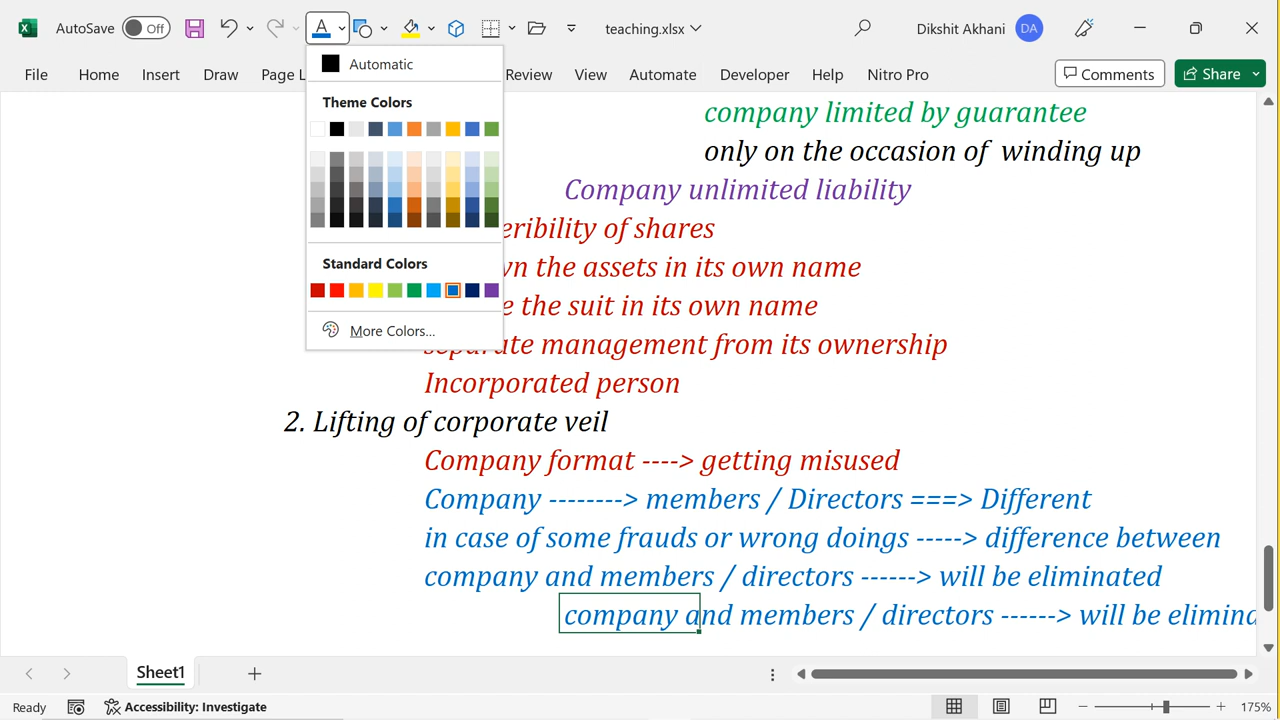 AutoSave Off teaching.xlsx Dikshit Akhani DA
File Home Insert Draw Page L Review View Automate Developer Help Nitro Pro Comments Share
Automatic
Theme Colors
Standard Colors
More Colors...
company limited by guarantee
only on the occasion of winding up
Company unlimited liability
eribility of shares
wn the assets in its own name
e the suit in its own name
separate management from its ownership
Incorporated person
2. Lifting of corporate veil
Company format ----> getting misused
Company --------> members / Directors ===> Different
in case of some frauds or wrong doings -----> difference between
company and members / directors ------> will be eliminated
company and members / directors ------> will be elimina
Sheet1
Ready Accessibility: Investigate 175%